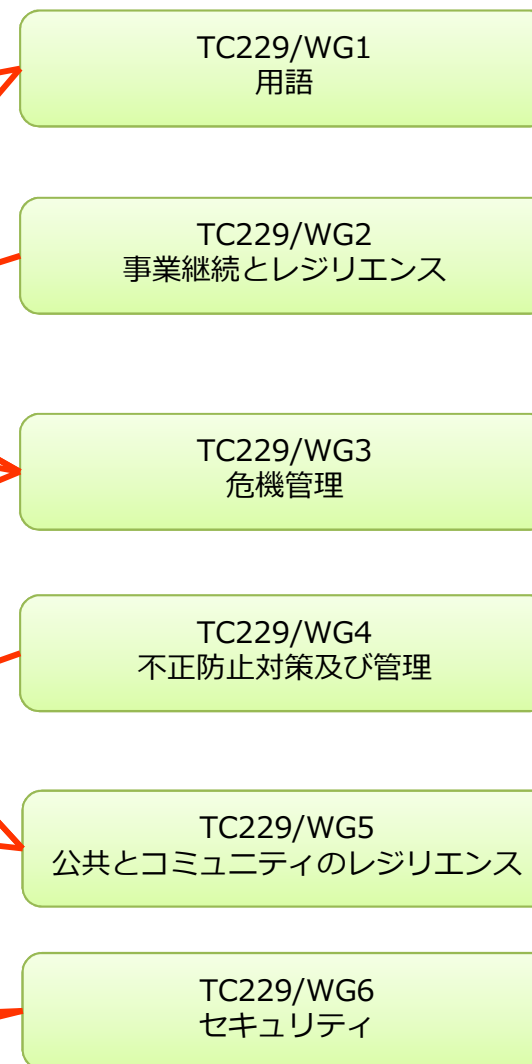 TC229/WG1
用語
TC229/WG2
事業継続とレジリエンス
TC229/WG3
危機管理
TC229/WG4
不正防止対策及び管理
TC229/WG5
公共とコミュニティのレジリエンス
TC229/WG6
セキュリティ